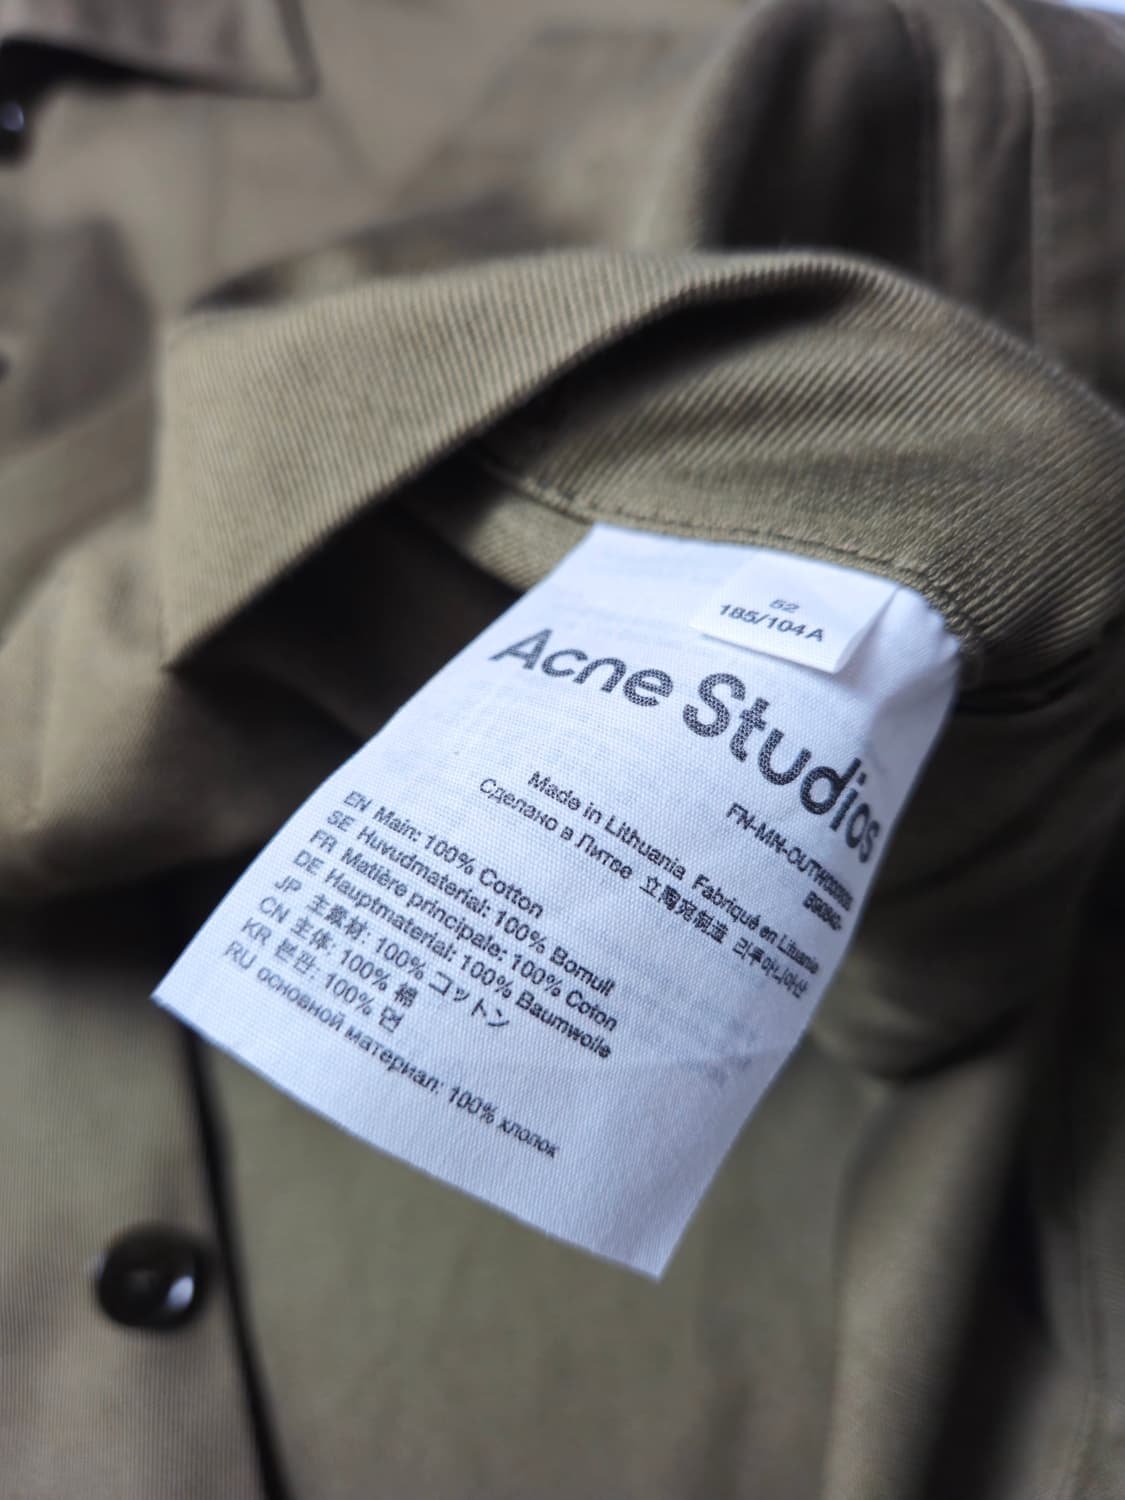 52
185/104A
Acne Studios
Made in Lithuania Fabriqué en Lituanie
Сделано в Литве 立陶宛制造 리투아니아산
EN Main: 100% Cotton
SE Huvudmaterial: 100% Bomull
FR Matière principale: 100% Coton
DE Hauptmaterial: 100% Baumwolle
JP 主素材: 100% コットン
CN 主体: 100% 棉
KR 본판: 100% 면
RU основной материал: 100% хлопок